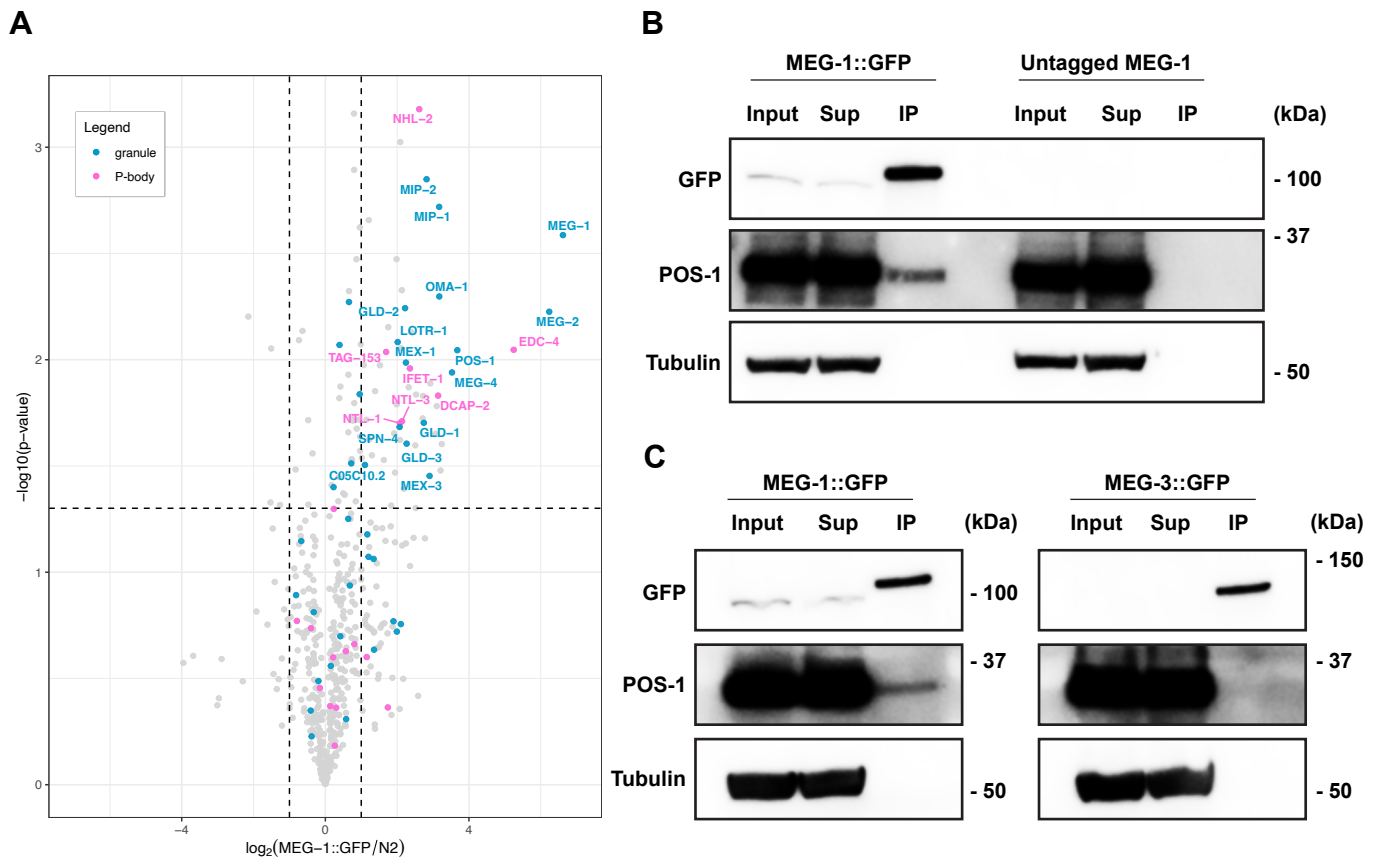 A
3
2
1
0
−4
0
4
−log10(p−value)
log2(MEG−1::GFP/N2)
Legend
granule
P−body
NHL−2
MIP−2
MIP−1
MEG−1
OMA−1
GLD−2
MEG−2
LOTR−1
EDC−4
TAG−153
MEX−1
POS−1
IFET−1
MEG−4
NTL−3
DCAP−2
NTL−1
SPN−4
GLD−1
GLD−3
C05C10.2
MEX−3
B
MEG-1::GFP Untagged MEG-1
Input Sup IP Input Sup IP (kDa)
GFP - 100
- 37
POS-1
Tubulin
- 50
C
MEG-1::GFP MEG-3::GFP
Input Sup IP (kDa) Input Sup IP (kDa)
- 150
GFP - 100
- 37 - 37
POS-1
Tubulin
- 50 - 50